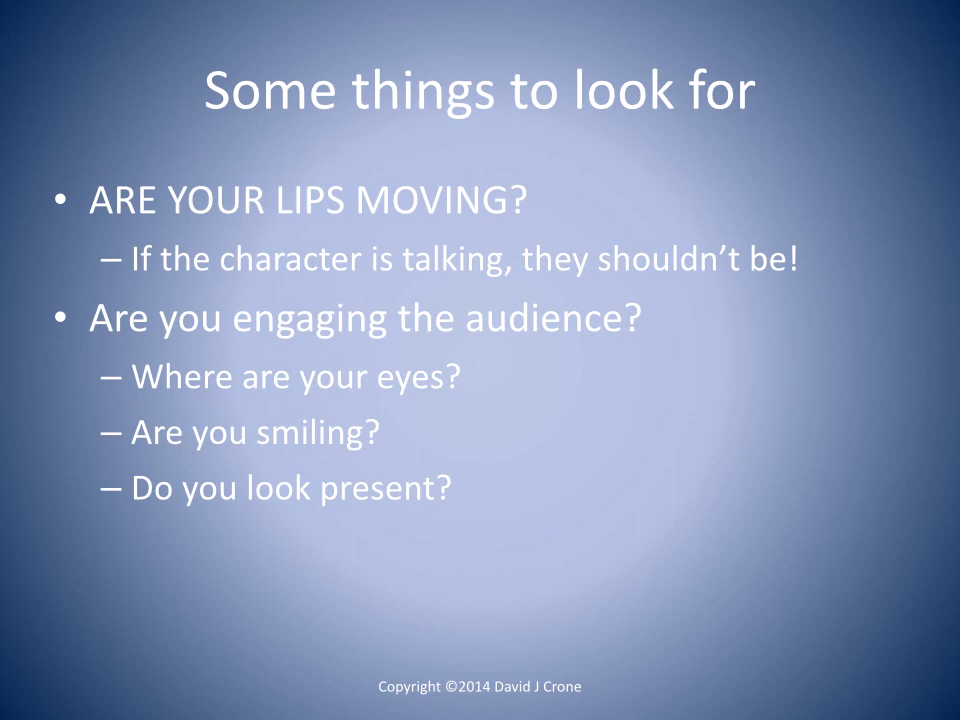 Some things to look for
• ARE YOUR LIPS MOVING?
– If the character is talking, they shouldn’t be!
• Are you engaging the audience?
– Where are your eyes?
– Are you smiling?
– Do you look present?
Copyright ©2014 David J Crone